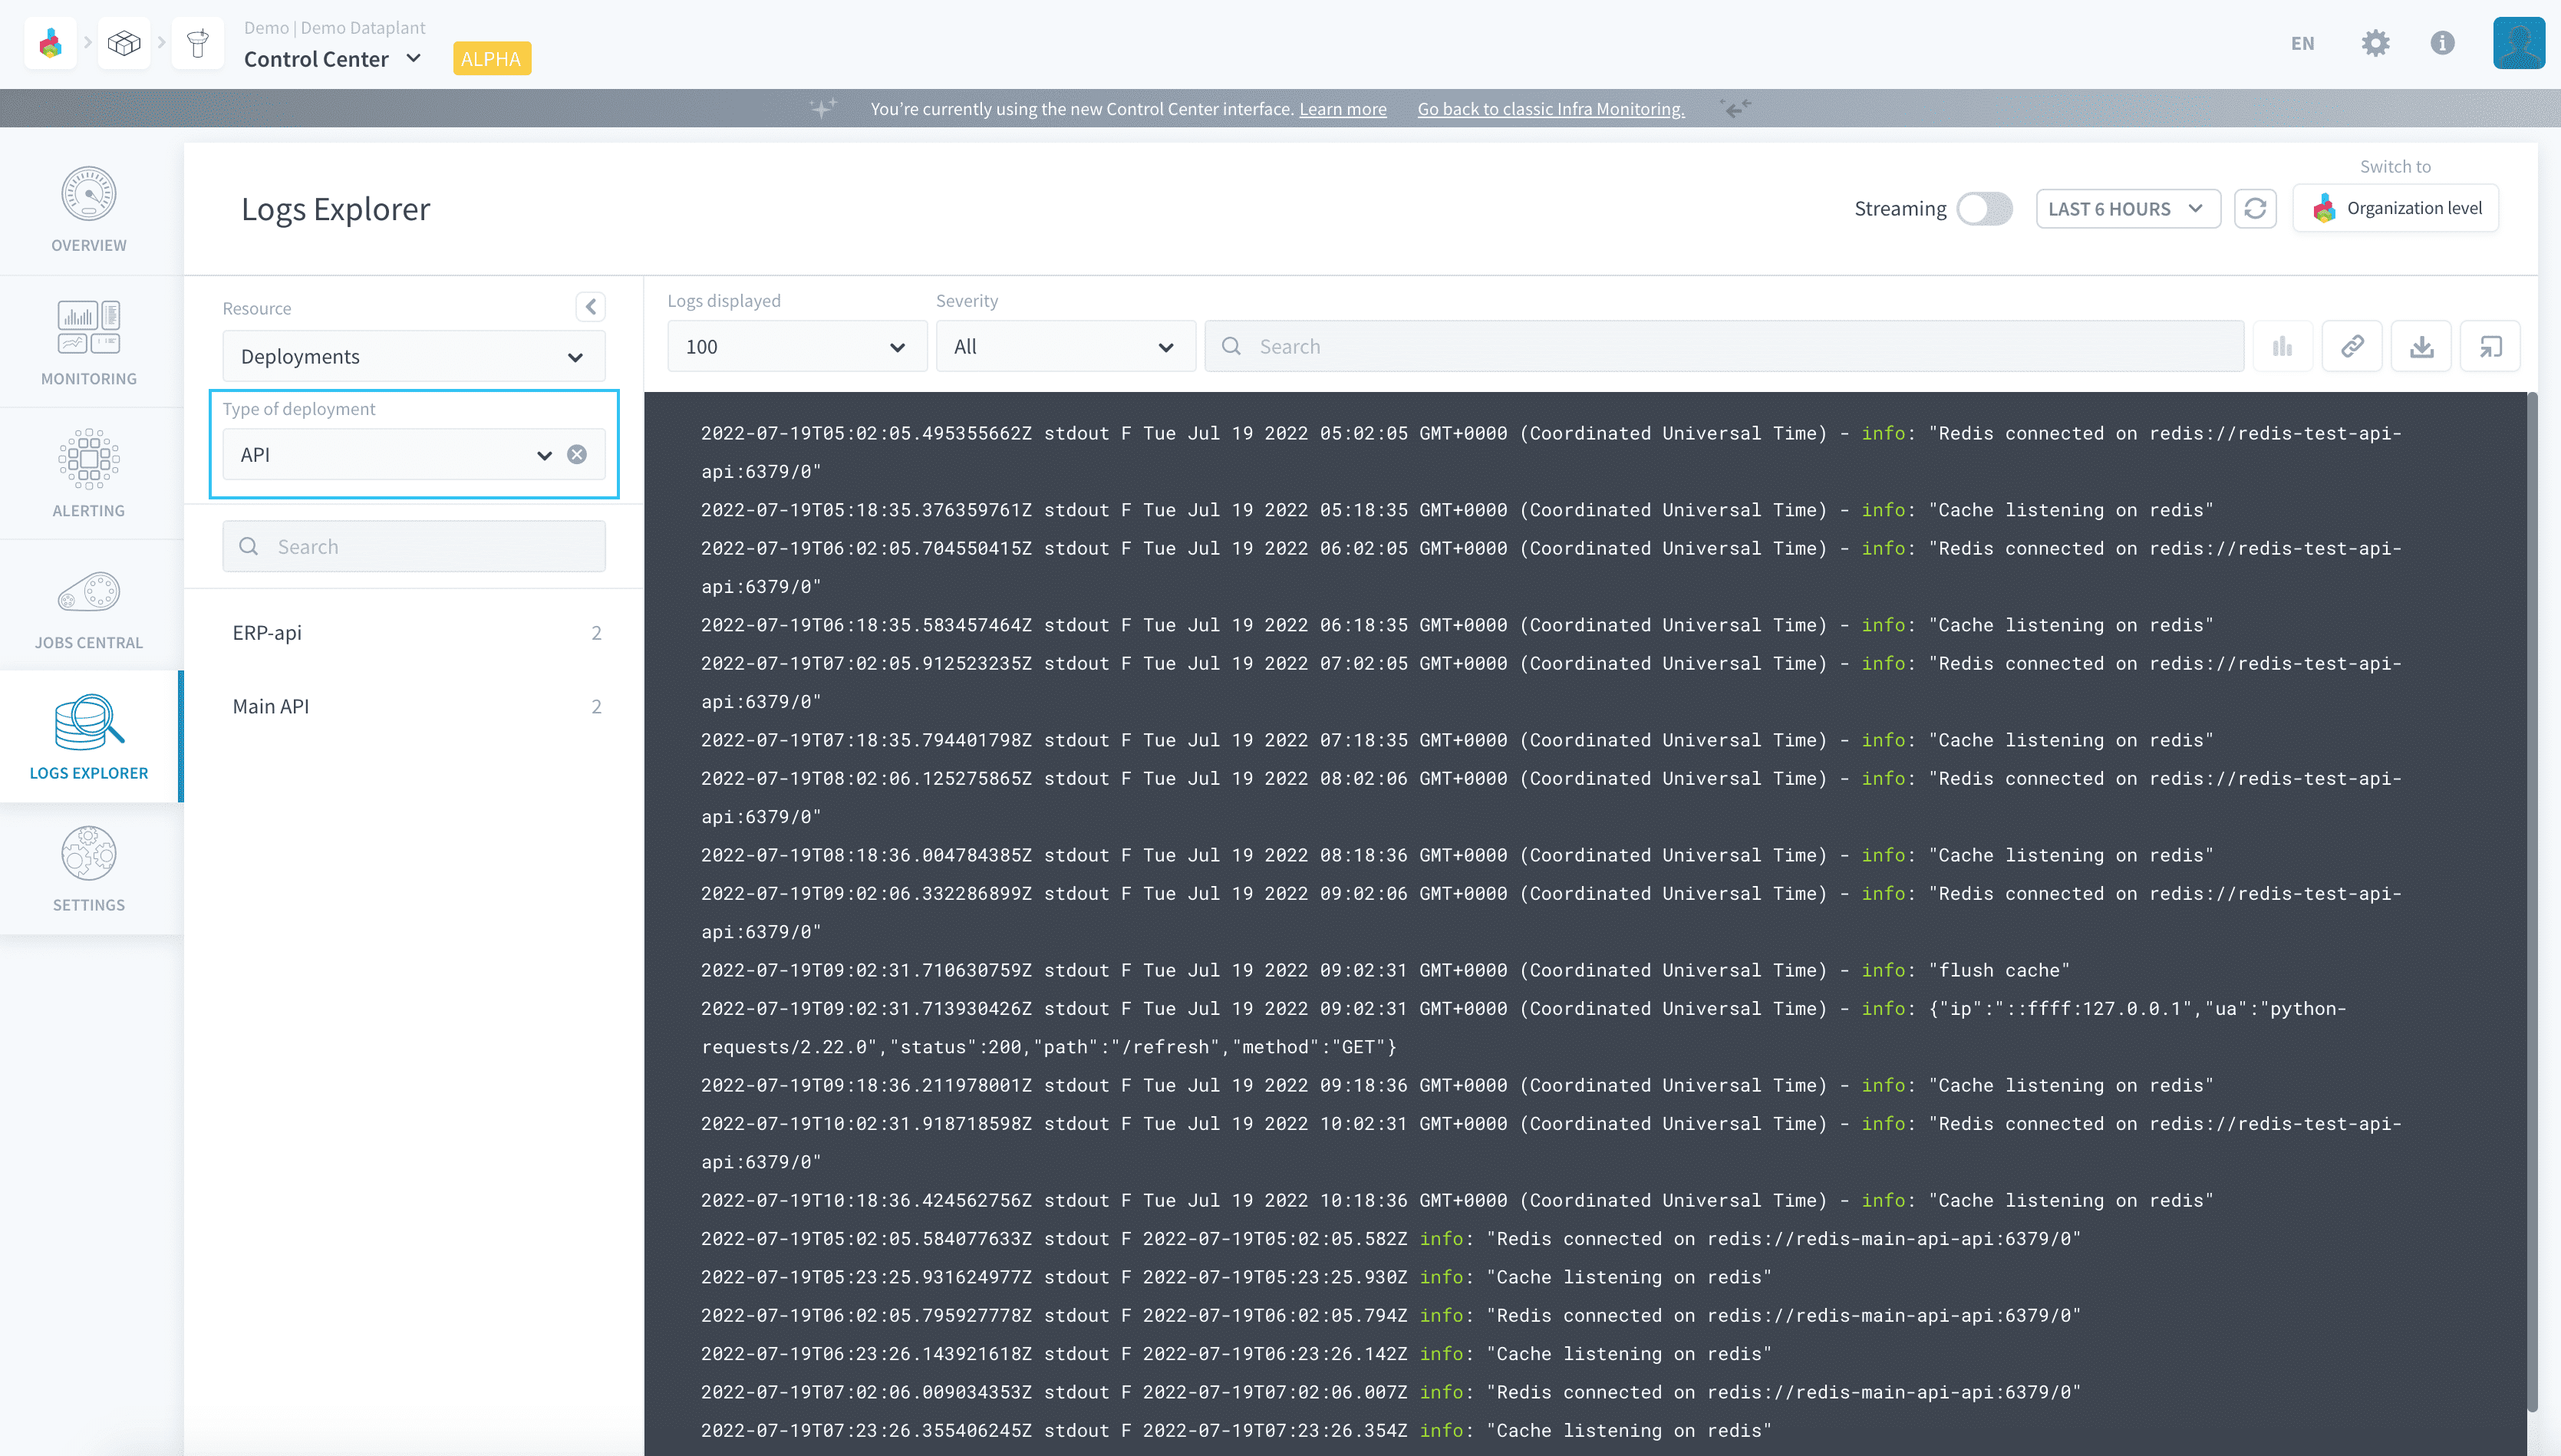 Demo | Demo Dataplant
Control Center
ALPHA
EN
You’re currently using the new Control Center interface. Learn more Go back to classic Infra Monitoring.
OVERVIEW
MONITORING
ALERTING
JOBS CENTRAL
LOGS EXPLORER
SETTINGS
Logs Explorer
Streaming
LAST 6 HOURS
Switch to
Organization level
Resource
Deployments
Type of deployment
API
Search
ERP-api 2
Main API 2
Logs displayed
100
Severity
All
Search
2022-07-19T05:02:05.495355662Z stdout F Tue Jul 19 2022 05:02:05 GMT+0000 (Coordinated Universal Time) - info: "Redis connected on redis://redis-test-api-
api:6379/0"
2022-07-19T05:18:35.376359761Z stdout F Tue Jul 19 2022 05:18:35 GMT+0000 (Coordinated Universal Time) - info: "Cache listening on redis"
2022-07-19T06:02:05.704550415Z stdout F Tue Jul 19 2022 06:02:05 GMT+0000 (Coordinated Universal Time) - info: "Redis connected on redis://redis-test-api-
api:6379/0"
2022-07-19T06:18:35.583457464Z stdout F Tue Jul 19 2022 06:18:35 GMT+0000 (Coordinated Universal Time) - info: "Cache listening on redis"
2022-07-19T07:02:05.912523235Z stdout F Tue Jul 19 2022 07:02:05 GMT+0000 (Coordinated Universal Time) - info: "Redis connected on redis://redis-test-api-
api:6379/0"
2022-07-19T07:18:35.794401798Z stdout F Tue Jul 19 2022 07:18:35 GMT+0000 (Coordinated Universal Time) - info: "Cache listening on redis"
2022-07-19T08:02:06.125275865Z stdout F Tue Jul 19 2022 08:02:06 GMT+0000 (Coordinated Universal Time) - info: "Redis connected on redis://redis-test-api-
api:6379/0"
2022-07-19T08:18:36.004784385Z stdout F Tue Jul 19 2022 08:18:36 GMT+0000 (Coordinated Universal Time) - info: "Cache listening on redis"
2022-07-19T09:02:06.332286899Z stdout F Tue Jul 19 2022 09:02:06 GMT+0000 (Coordinated Universal Time) - info: "Redis connected on redis://redis-test-api-
api:6379/0"
2022-07-19T09:02:31.710630759Z stdout F Tue Jul 19 2022 09:02:31 GMT+0000 (Coordinated Universal Time) - info: "flush cache"
2022-07-19T09:02:31.713930426Z stdout F Tue Jul 19 2022 09:02:31 GMT+0000 (Coordinated Universal Time) - info: {"ip":"::ffff:127.0.0.1","ua":"python-
requests/2.22.0","status":200,"path":"/refresh","method":"GET"}
2022-07-19T09:18:36.211978001Z stdout F Tue Jul 19 2022 09:18:36 GMT+0000 (Coordinated Universal Time) - info: "Cache listening on redis"
2022-07-19T10:02:31.918718598Z stdout F Tue Jul 19 2022 10:02:31 GMT+0000 (Coordinated Universal Time) - info: "Redis connected on redis://redis-test-api-
api:6379/0"
2022-07-19T10:18:36.424562756Z stdout F Tue Jul 19 2022 10:18:36 GMT+0000 (Coordinated Universal Time) - info: "Cache listening on redis"
2022-07-19T05:02:05.584077633Z stdout F 2022-07-19T05:02:05.582Z info: "Redis connected on redis://redis-main-api-api:6379/0"
2022-07-19T05:23:25.931624977Z stdout F 2022-07-19T05:23:25.930Z info: "Cache listening on redis"
2022-07-19T06:02:05.795927778Z stdout F 2022-07-19T06:02:05.794Z info: "Redis connected on redis://redis-main-api-api:6379/0"
2022-07-19T06:23:26.143921618Z stdout F 2022-07-19T06:23:26.142Z info: "Cache listening on redis"
2022-07-19T07:02:06.009034353Z stdout F 2022-07-19T07:02:06.007Z info: "Redis connected on redis://redis-main-api-api:6379/0"
2022-07-19T07:23:26.355406245Z stdout F 2022-07-19T07:23:26.354Z info: "Cache listening on redis"